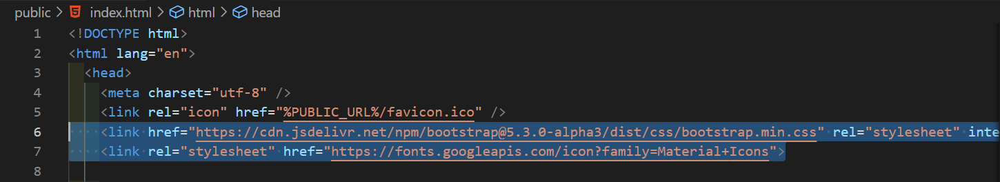 public > index.html > html > head
1 <!DOCTYPE html>
2 <html lang="en">
3 <head>
4 <meta charset="utf-8" />
5 <link rel="icon" href="%PUBLIC_URL%/favicon.ico" />
6 <link href="https://cdn.jsdelivr.net/npm/bootstrap@5.3.0-alpha3/dist/css/bootstrap.min.css" rel="stylesheet" inte
7 <link rel="stylesheet" href="https://fonts.googleapis.com/icon?family=Material+Icons">
8